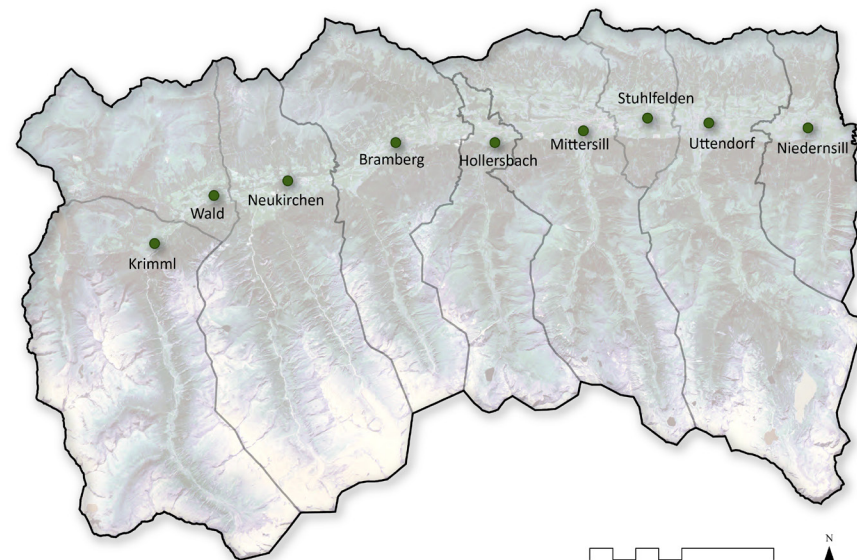 Stuhlfelden
Mittersill
Uttendorf
Niedernsill
Bramberg
Hollersbach
Neukirchen
Wald
Krimml
N